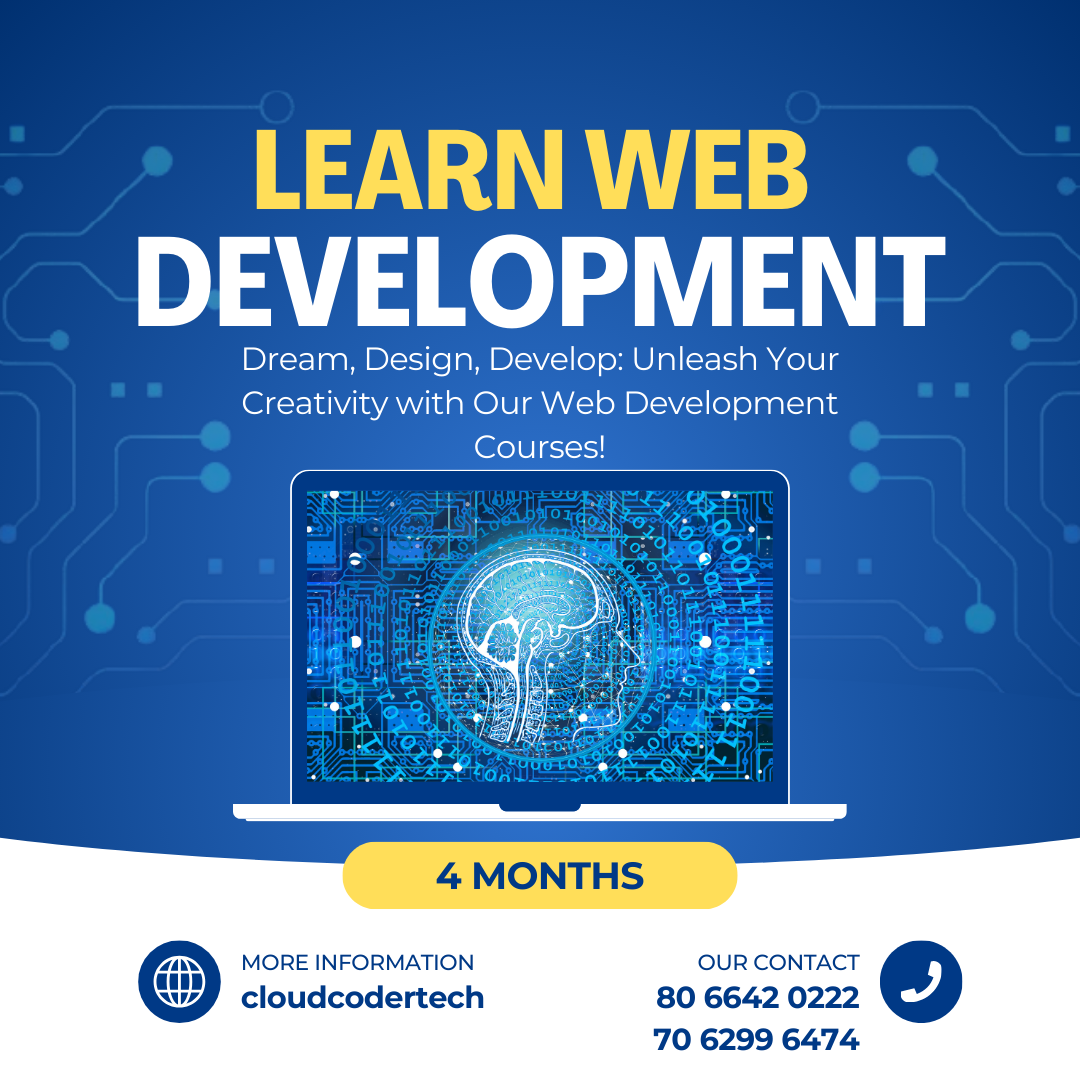 LEARN WEB
DEVELOPMENT
Dream, Design, Develop: Unleash Your
Creativity with Our Web Development
Courses!
4 MONTHS
MORE INFORMATION
cloudcodertech
OUR CONTACT
80 6642 0222
70 6299 6474